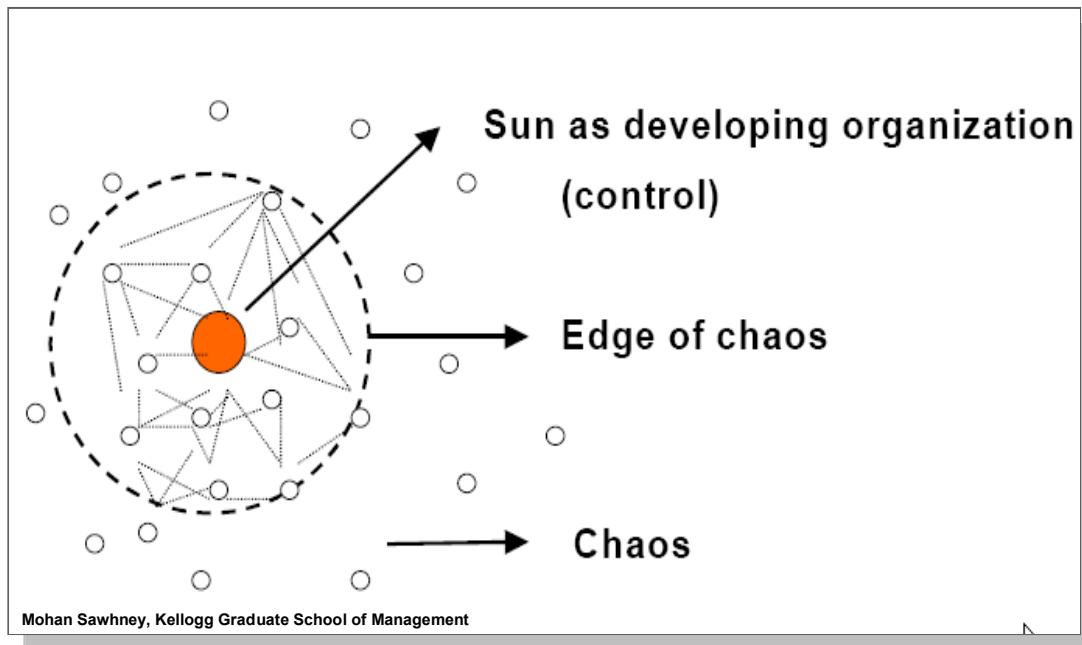 Sun as developing organization
(control)
Edge of chaos
Chaos
Mohan Sawhney, Kellogg Graduate School of Management